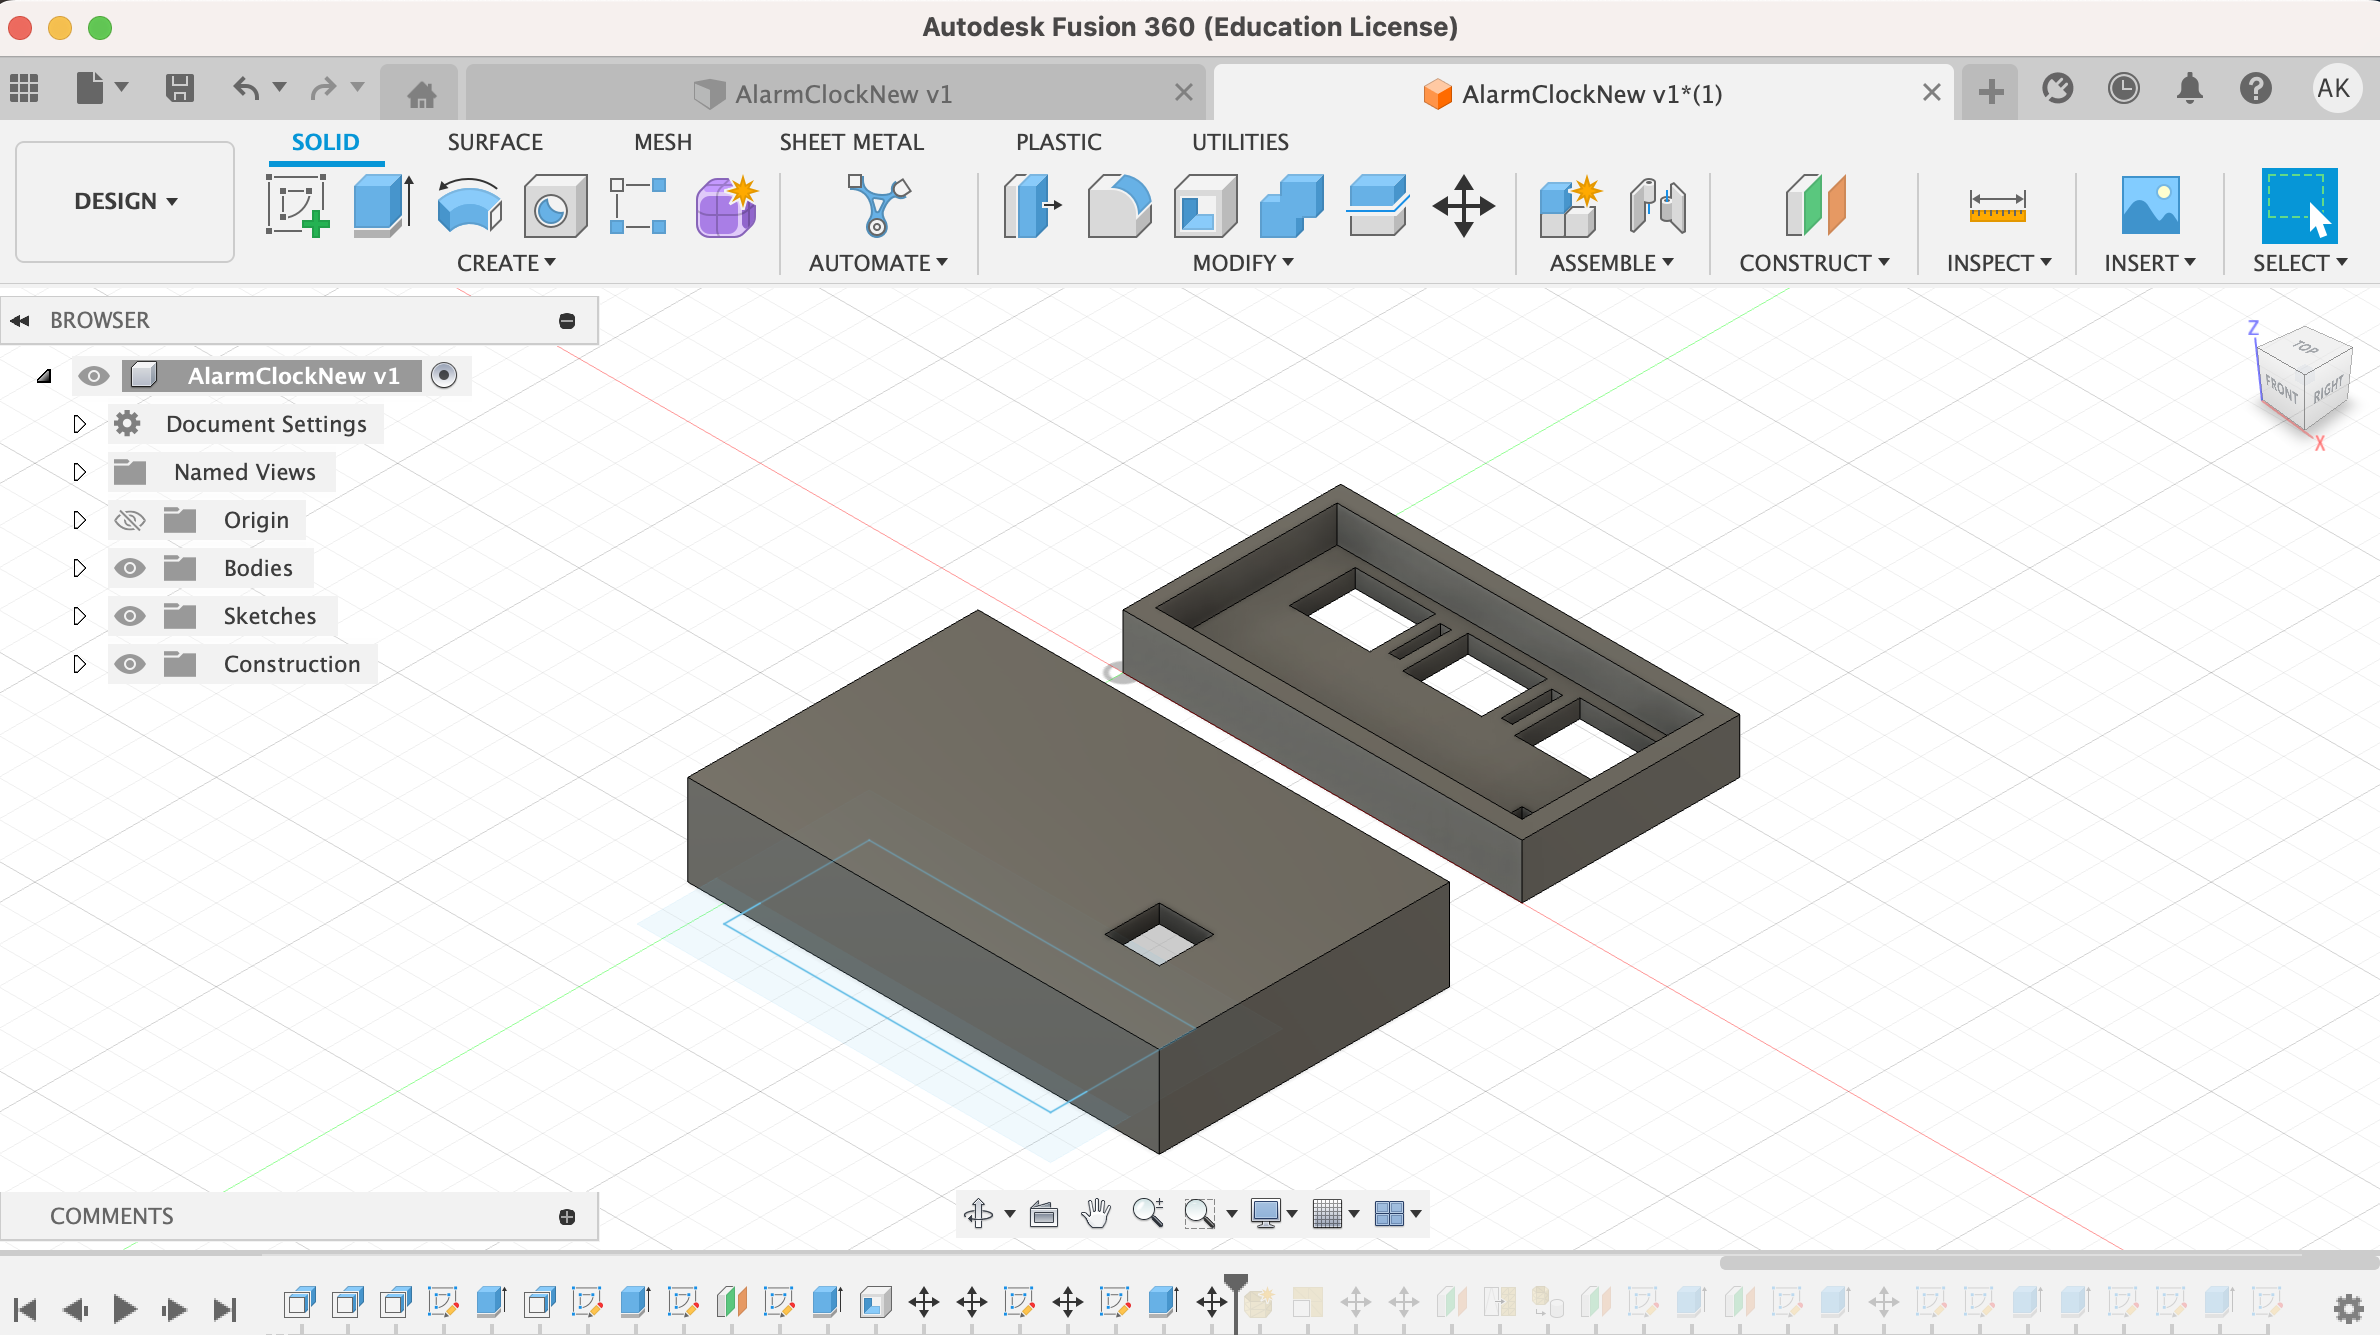 Autodesk Fusion 360 (Education License)
AlarmClockNew v1
AlarmClockNew v1*(1)
AK
SOLID SURFACE MESH SHEET METAL PLASTIC UTILITIES
DESIGN
CREATE AUTOMATE MODIFY ASSEMBLE CONSTRUCT INSPECT INSERT SELECT
BROWSER
AlarmClockNew v1
Document Settings
Named Views
Origin
Bodies
Sketches
Construction
Z
TOP
FRONT
RIGHT
X
COMMENTS